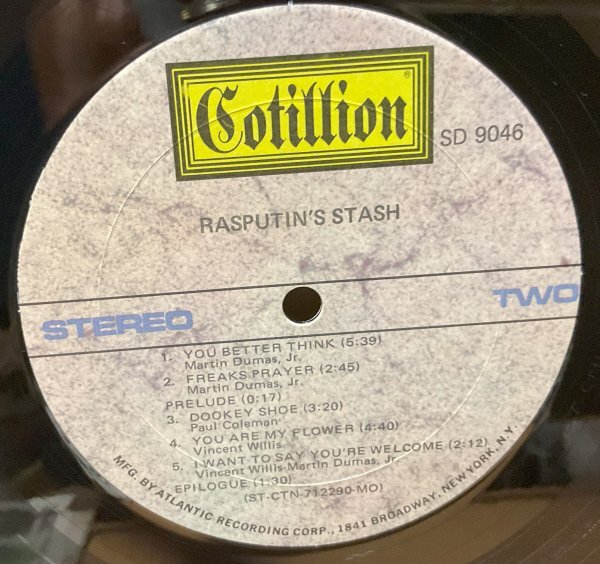 Cotillion®
SD 9046
RASPUTIN'S STASH
STEREO
TWO
1. YOU BETTER THINK (5:39)
Martin Dumas, Jr.
2. FREAKS PRAYER (2:45)
Martin Dumas, Jr.
PRELUDE (0:17)
3. DOOKEY SHOE (3:20)
Paul Coleman
4. YOU ARE MY FLOWER (4:40)
Vincent Willis
5. I WANT TO SAY YOU'RE WELCOME (2:12)
Vincent Willis-Martin Dumas, Jr.
EPILOGUE (1:30)
(ST-CTN-712290-MO)
MFG. BY ATLANTIC RECORDING CORP., 1841 BROADWAY, NEW YORK, N.Y.